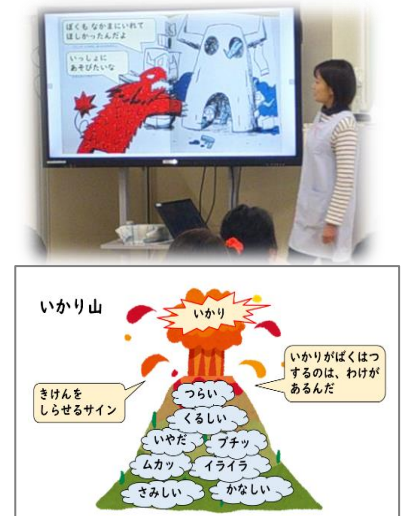 ぼくも なかまにいれて
ほしかったんだよ
いっしょに
あそびたいな
いかり山
いかり
いかりがばくはつ
するのは、わけが
あるんだ
きけんを
しらせるサイン
つらい
くるしい
いやだ
プチッ
ムカッ
イライラ
さみしい
かなしい